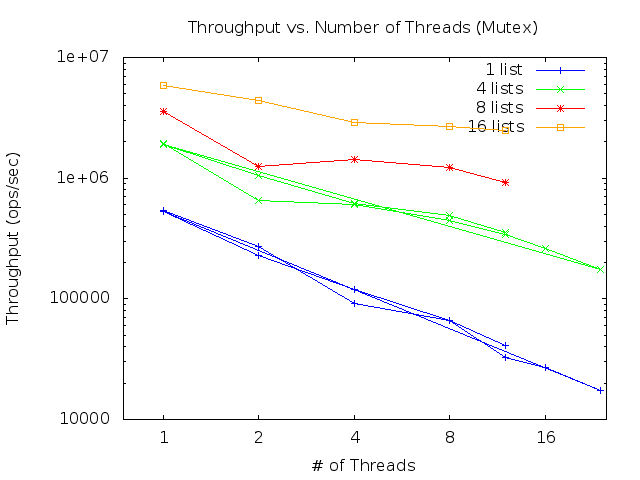 Throughput vs. Number of Threads (Mutex)
1e+07
1 list
4 lists
8 lists
16 lists
1e+06
Throughput (ops/sec)
100000
10000
1 2 4 8 16
# of Threads